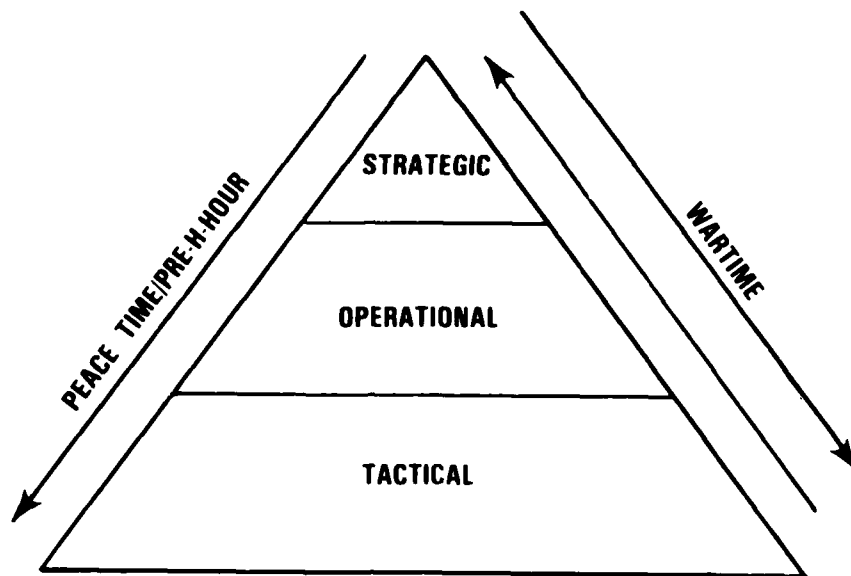 STRATEGIC
PEACE TIME/PRE-H-HOUR
WARTIME
OPERATIONAL
TACTICAL